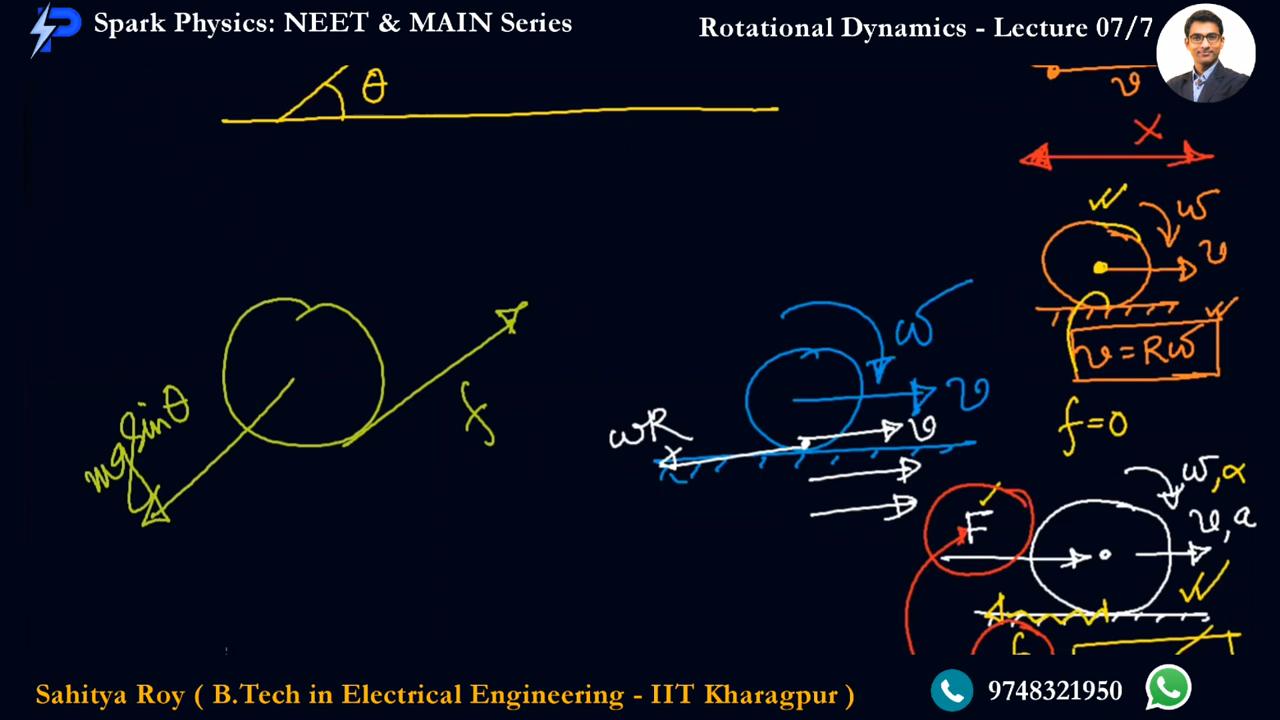 Spark Physics: NEET & MAIN Series
Rotational Dynamics - Lecture 07/7
θ
v
x
ω
v
v = Rω
f=0
mg sinθ
f
ω
v
ωR
v
ω, α
v, a
F
f
Sahitya Roy ( B.Tech in Electrical Engineering - IIT Kharagpur )
9748321950